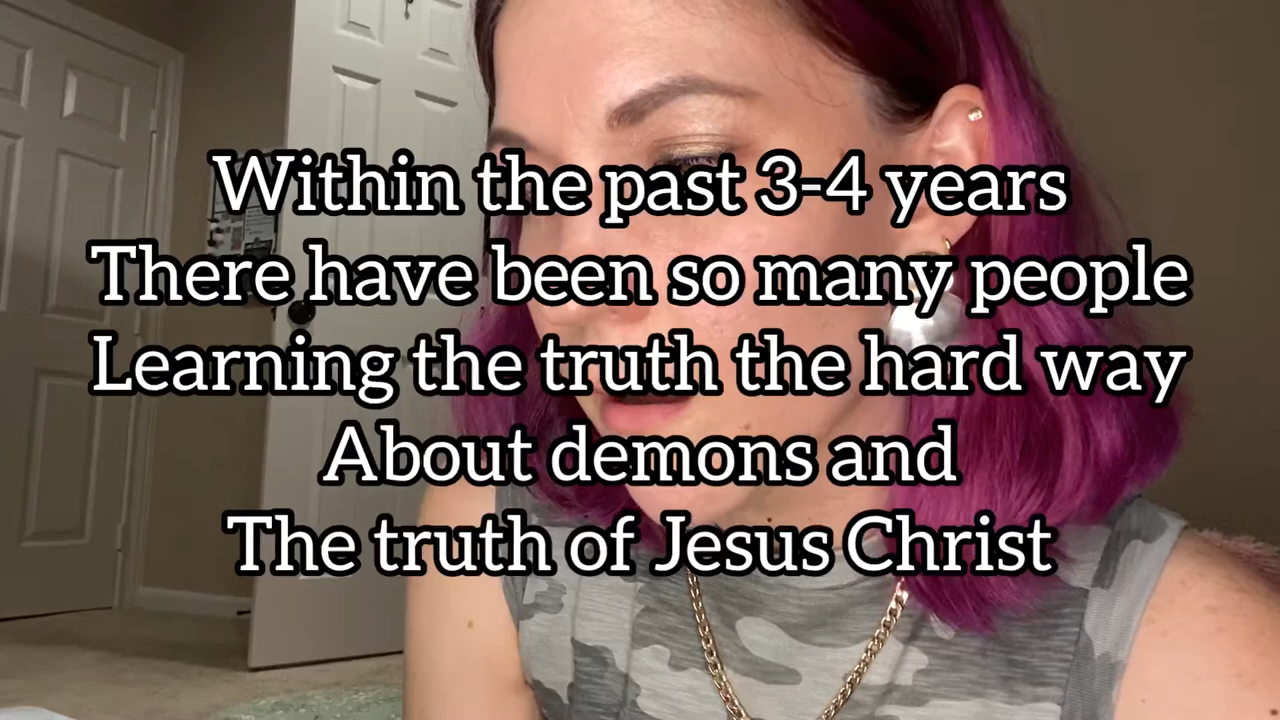 Within the past 3-4 years
There have been so many people
Learning the truth the hard way
About demons and
The truth of Jesus Christ